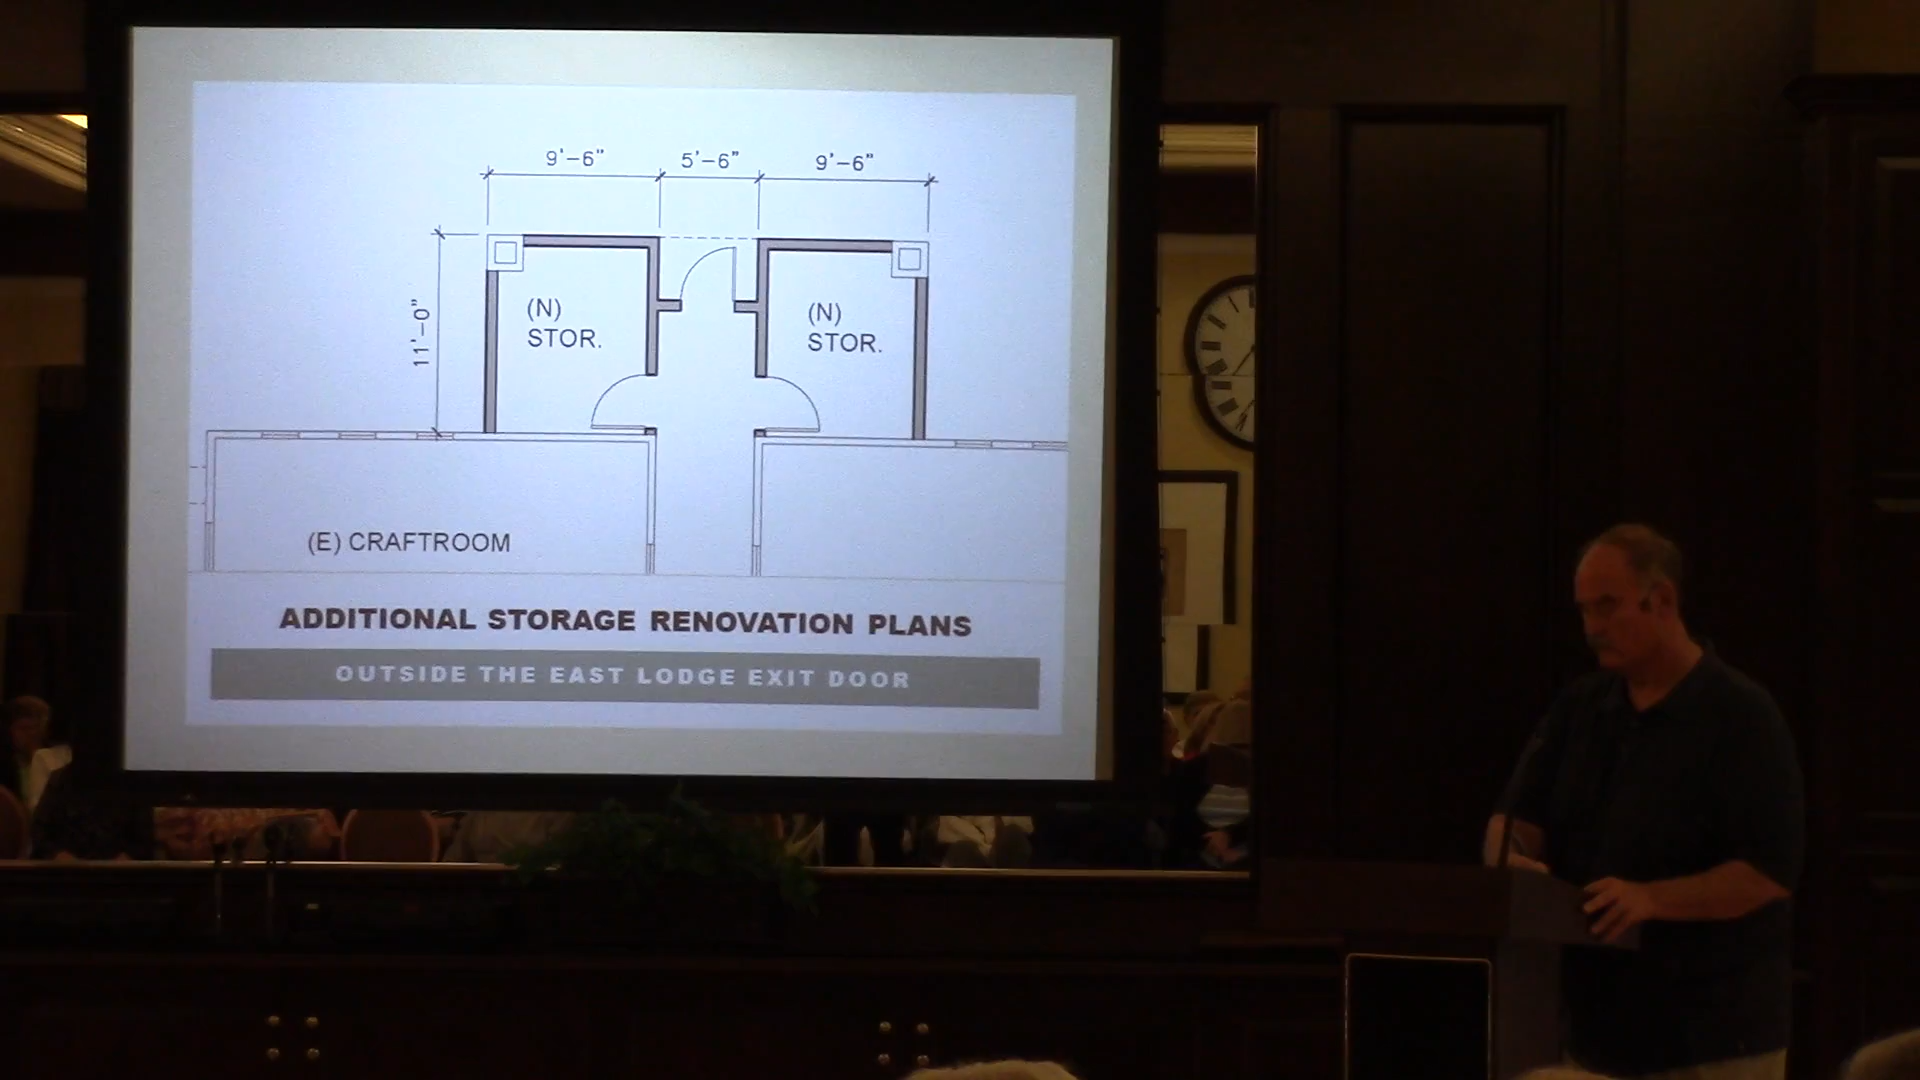 9'-6" 5'-6" 9'-6"
11'-0"
(N)
STOR.
(N)
STOR.
(E) CRAFTROOM
ADDITIONAL STORAGE RENOVATION PLANS
OUTSIDE THE EAST LODGE EXIT DOOR